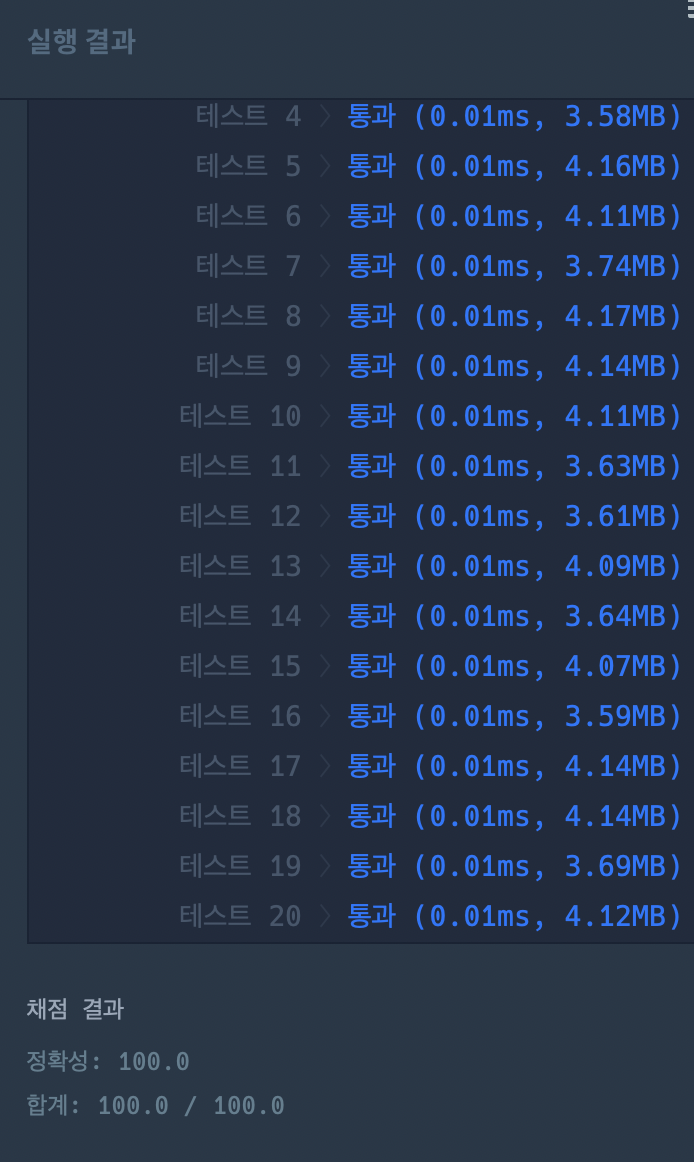 실행 결과
테스트 4 〉 통과 (0.01ms, 3.58MB)
테스트 5 〉 통과 (0.01ms, 4.16MB)
테스트 6 〉 통과 (0.01ms, 4.11MB)
테스트 7 〉 통과 (0.01ms, 3.74MB)
테스트 8 〉 통과 (0.01ms, 4.17MB)
테스트 9 〉 통과 (0.01ms, 4.14MB)
테스트 10 〉 통과 (0.01ms, 4.11MB)
테스트 11 〉 통과 (0.01ms, 3.63MB)
테스트 12 〉 통과 (0.01ms, 3.61MB)
테스트 13 〉 통과 (0.01ms, 4.09MB)
테스트 14 〉 통과 (0.01ms, 3.64MB)
테스트 15 〉 통과 (0.01ms, 4.07MB)
테스트 16 〉 통과 (0.01ms, 3.59MB)
테스트 17 〉 통과 (0.01ms, 4.14MB)
테스트 18 〉 통과 (0.01ms, 4.14MB)
테스트 19 〉 통과 (0.01ms, 3.69MB)
테스트 20 〉 통과 (0.01ms, 4.12MB)
채점 결과
정확성: 100.0
합계: 100.0 / 100.0